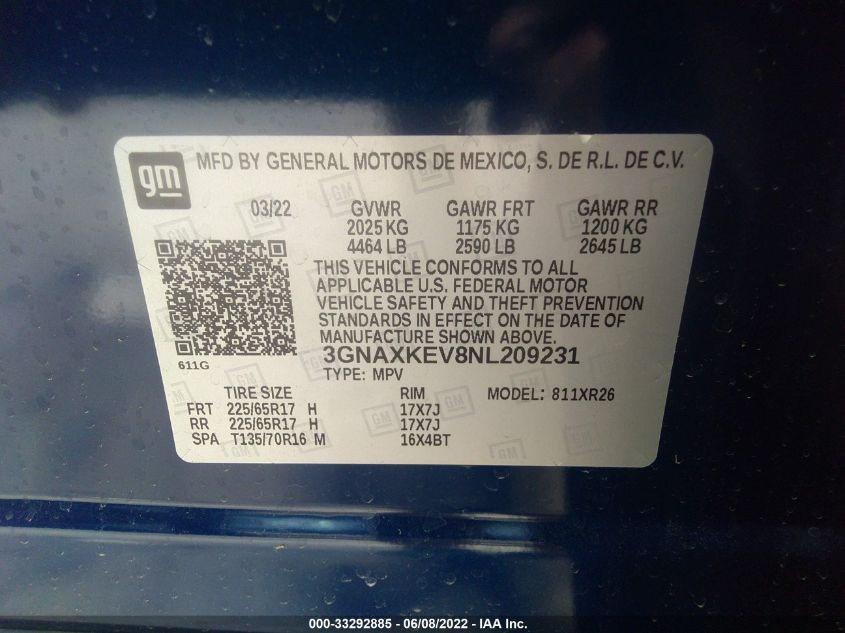 gm
MFD BY GENERAL MOTORS DE MEXICO, S. DE R.L. DE C.V.
03/22 GVWR GAWR FRT GAWR RR
2025 KG 1175 KG 1200 KG
4464 LB 2590 LB 2645 LB
THIS VEHICLE CONFORMS TO ALL
APPLICABLE U.S. FEDERAL MOTOR
VEHICLE SAFETY AND THEFT PREVENTION
STANDARDS IN EFFECT ON THE DATE OF
MANUFACTURE SHOWN ABOVE.
611G
3GNAXKEV8NL209231
TYPE: MPV
TIRE SIZE RIM MODEL: 811XR26
FRT 225/65R17 H 17X7J
RR 225/65R17 H 17X7J
SPA T135/70R16 M 16X4BT
000-33292885 - 06/08/2022 - IAA Inc.